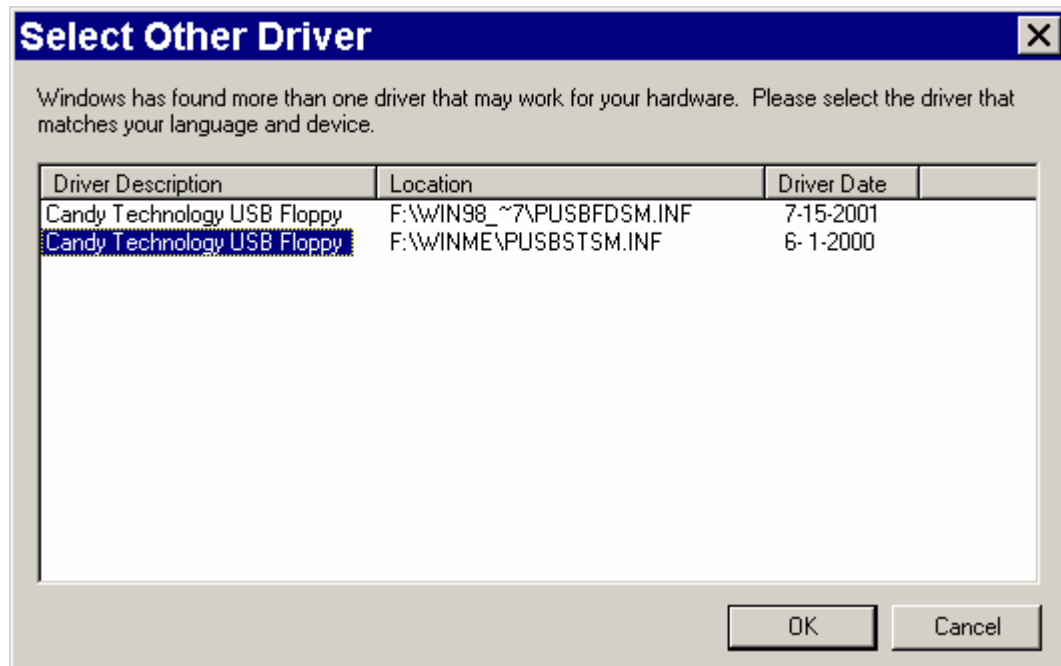 Select Other Driver
Windows has found more than one driver that may work for your hardware.  Please select the driver that
matches your language and device.
Driver Description Location Driver Date
Candy Technology USB Floppy F:\WIN98_~7\PUSBFDSM.INF 7-15-2001
Candy Technology USB Floppy F:\WINME\PUSBSTSM.INF 6- 1-2000
OK Cancel